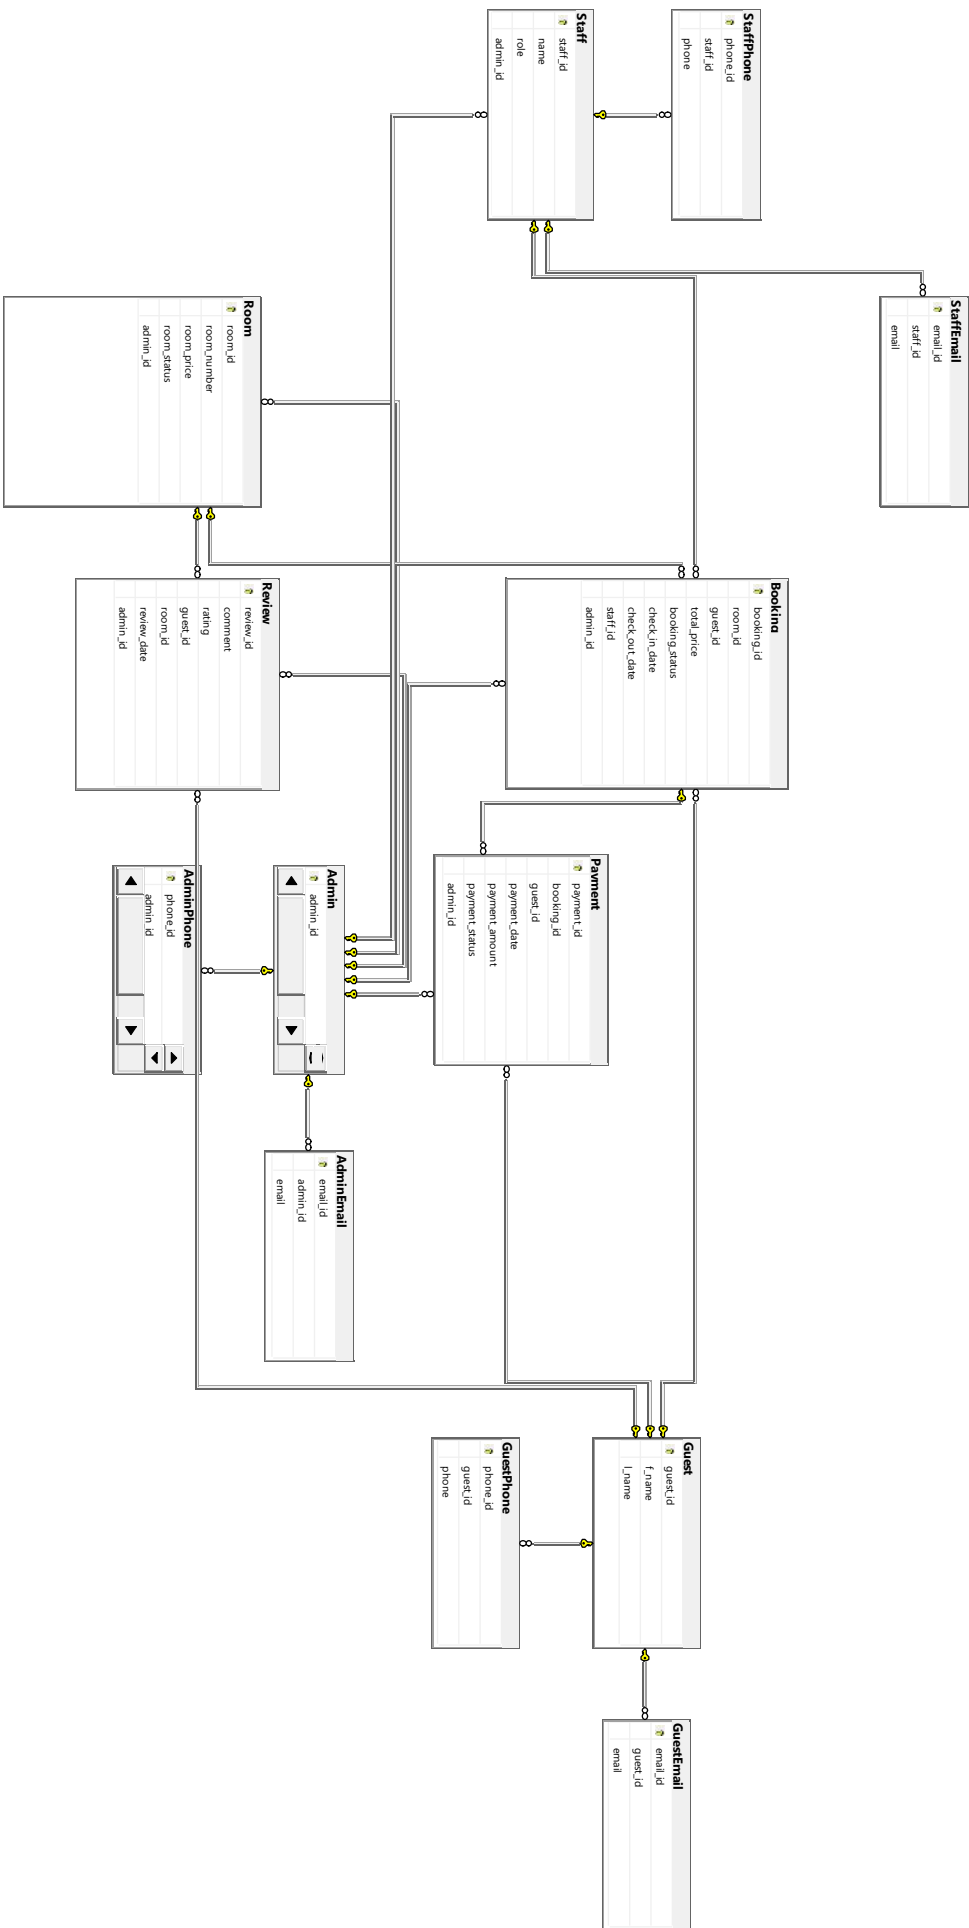 StaffPhone
phone_id
staff_id
phone
Staff
staff_id
name
role
admin_id
StaffEmail
email_id
staff_id
email
Room
room_id
room_number
room_price
room_status
admin_id
Booking
booking_id
room_id
guest_id
total_price
booking_status
check_in_date
check_out_date
staff_id
admin_id
Review
review_id
comment
rating
guest_id
room_id
review_date
admin_id
Payment
payment_id
booking_id
guest_id
payment_date
payment_amount
payment_status
admin_id
Admin
admin_id
AdminPhone
phone_id
admin_id
AdminEmail
email_id
admin_id
email
Guest
guest_id
f_name
l_name
GuestPhone
phone_id
guest_id
phone
GuestEmail
email_id
guest_id
email